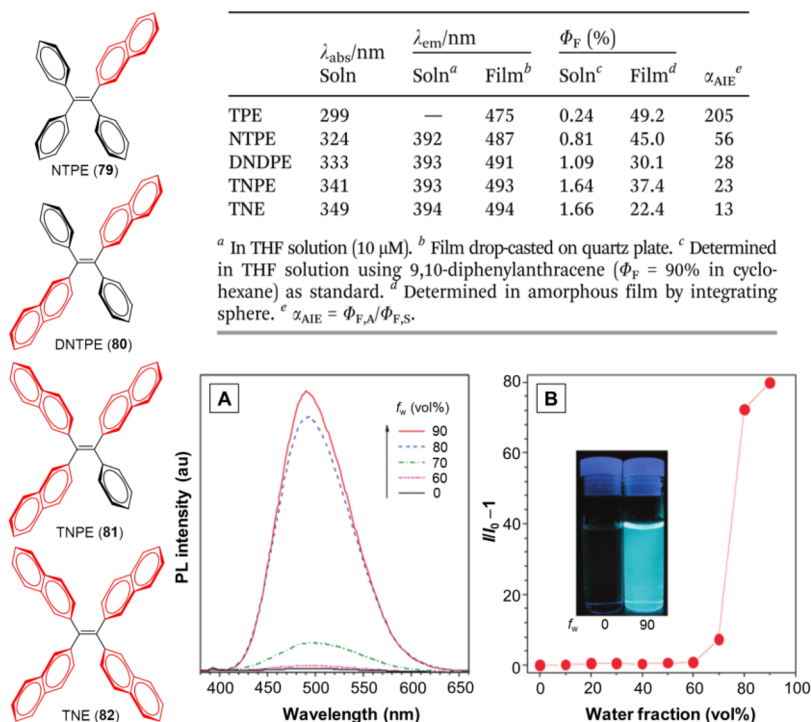 NTPE (79)
DNTPE (80)
TNPE (81)
TNE (82)
λabs/nm λem/nm ΦF (%)
Soln Solnᵃ Filmᵇ Solnᶜ Filmᵈ αAIEᵉ
TPE 299 — 475 0.24 49.2 205
NTPE 324 392 487 0.81 45.0 56
DNDPE 333 393 491 1.09 30.1 28
TNPE 341 393 493 1.64 37.4 23
TNE 349 394 494 1.66 22.4 13
ᵃ In THF solution (10 μM). ᵇ Film drop-casted on quartz plate. ᶜ Determined
in THF solution using 9,10-diphenylanthracene (ΦF = 90% in cyclo-
hexane) as standard. ᵈ Determined in amorphous film by integrating
sphere. ᵉ αAIE = ΦF,A/ΦF,S.
A
fw (vol%)
90
80
70
60
0
PL intensity (au)
400 450 500 550 600 650
Wavelength (nm)
B
80
60
40
20
0
I/I0 –1
fw 0 90
0 20 40 60 80 100
Water fraction (vol%)